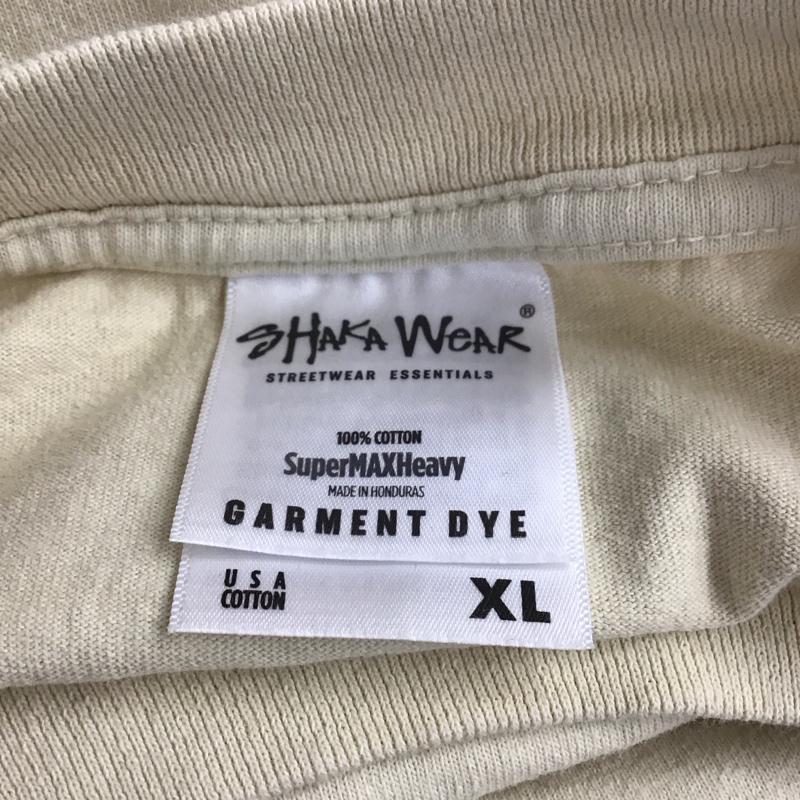 SHAKA WEAR®
STREETWEAR ESSENTIALS
100% COTTON
SuperMAXHeavy
MADE IN HONDURAS
GARMENT DYE
USA
COTTON
XL